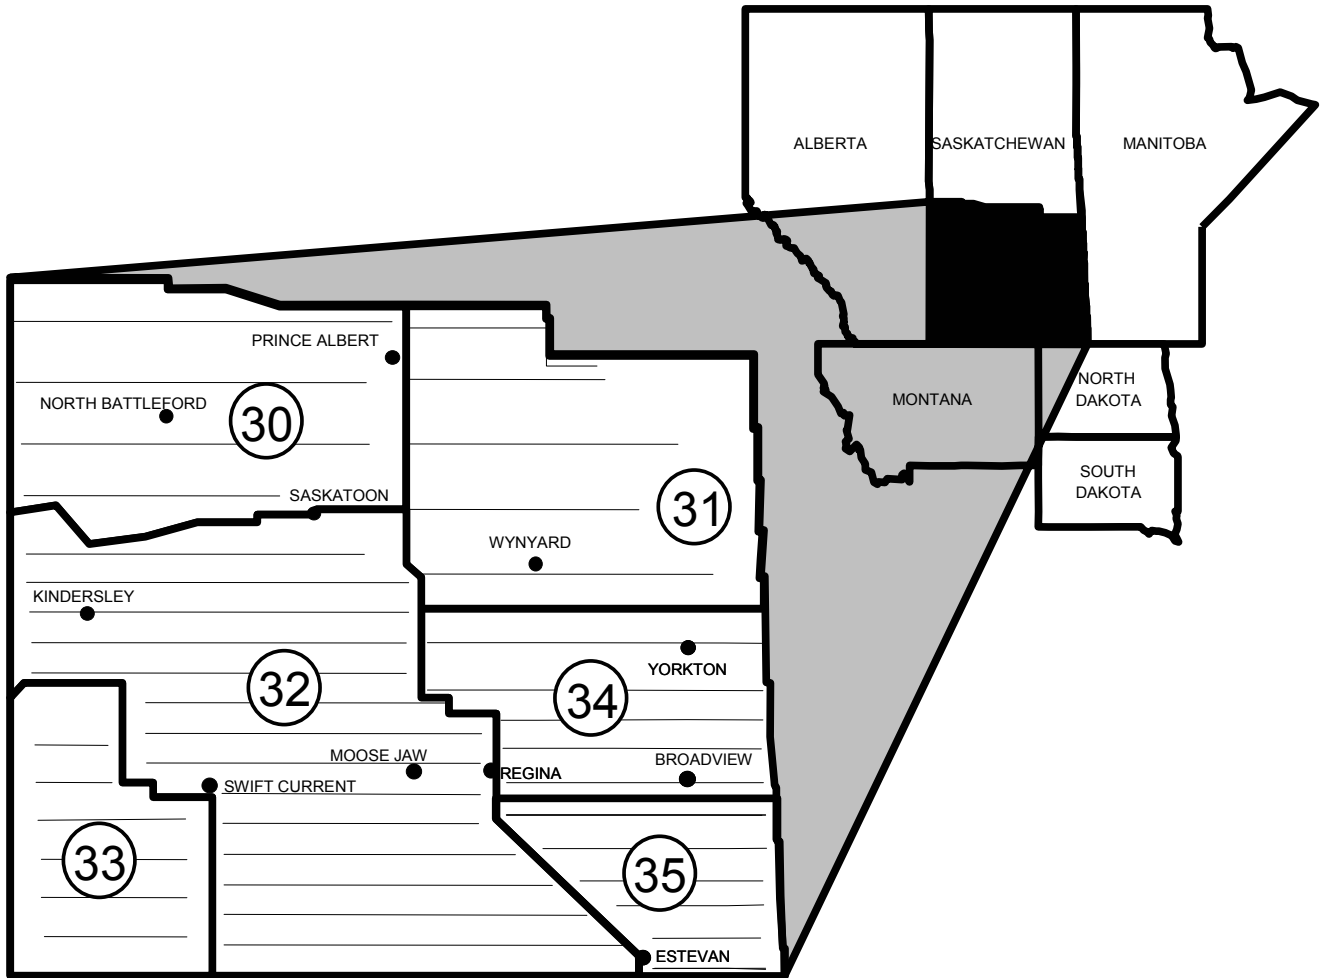 ALBERTA
SASKATCHEWAN
MANITOBA
PRINCE ALBERT
NORTH BATTLEFORD
30
MONTANA
NORTH
DAKOTA
SOUTH
DAKOTA
SASKATOON
31
WYNYARD
KINDERSLEY
YORKTON
32
34
MOOSE JAW
REGINA
BROADVIEW
SWIFT CURRENT
33
35
ESTEVAN